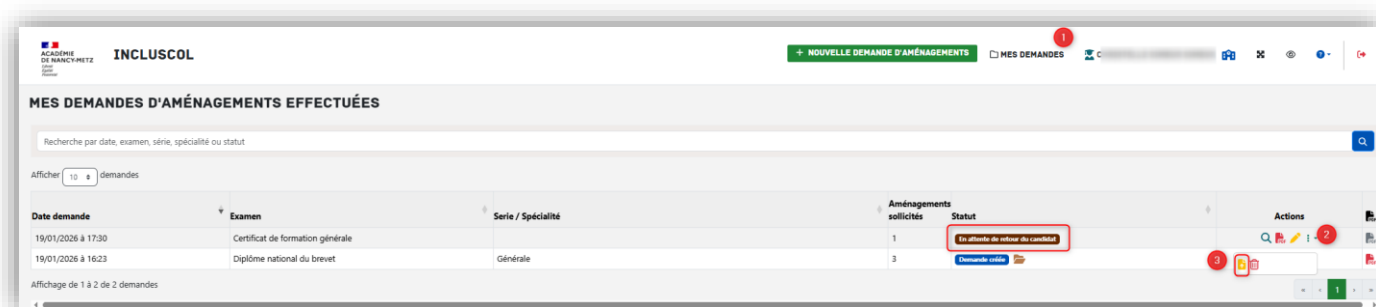 1
ACADÉMIE
DE NANCY-METZ
INCLUSCOL
+ NOUVELLE DEMANDE D'AMÉNAGEMENTS
MES DEMANDES
C
MES DEMANDES D'AMÉNAGEMENTS EFFECTUÉES
Recherche par date, examen, série, spécialité ou statut
Afficher 10 demandes
Date demande Examen Serie / Spécialité Aménagements sollicités Statut Actions
19/01/2026 à 17:30 Certificat de formation générale 1 En attente de retour du candidat 2
19/01/2026 à 16:23 Diplôme national du brevet Générale 3 Demande créée 3
Affichage de 1 à 2 de 2 demandes
« ‹ 1 › »